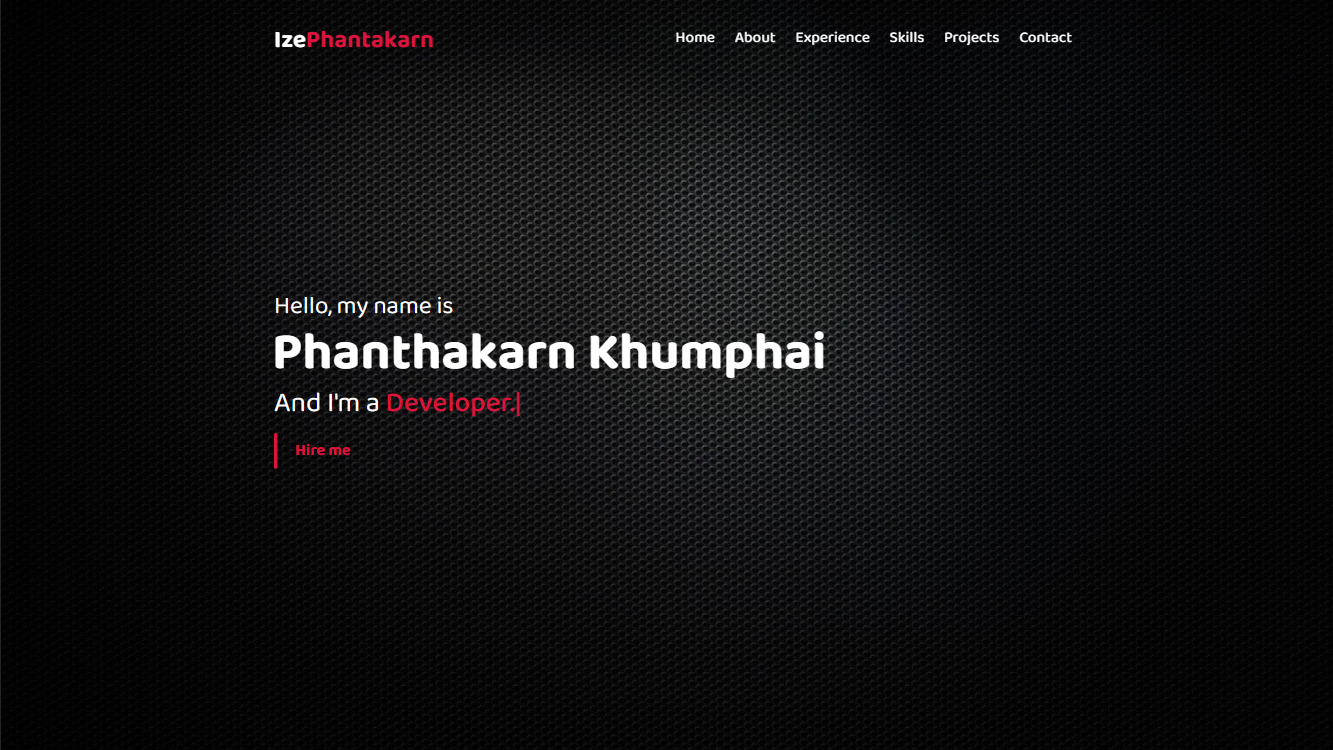 IzePhantakarn
Home About Experience Skills Projects Contact
Hello, my name is
Phanthakarn Khumphai
And I'm a Developer.|
Hire me